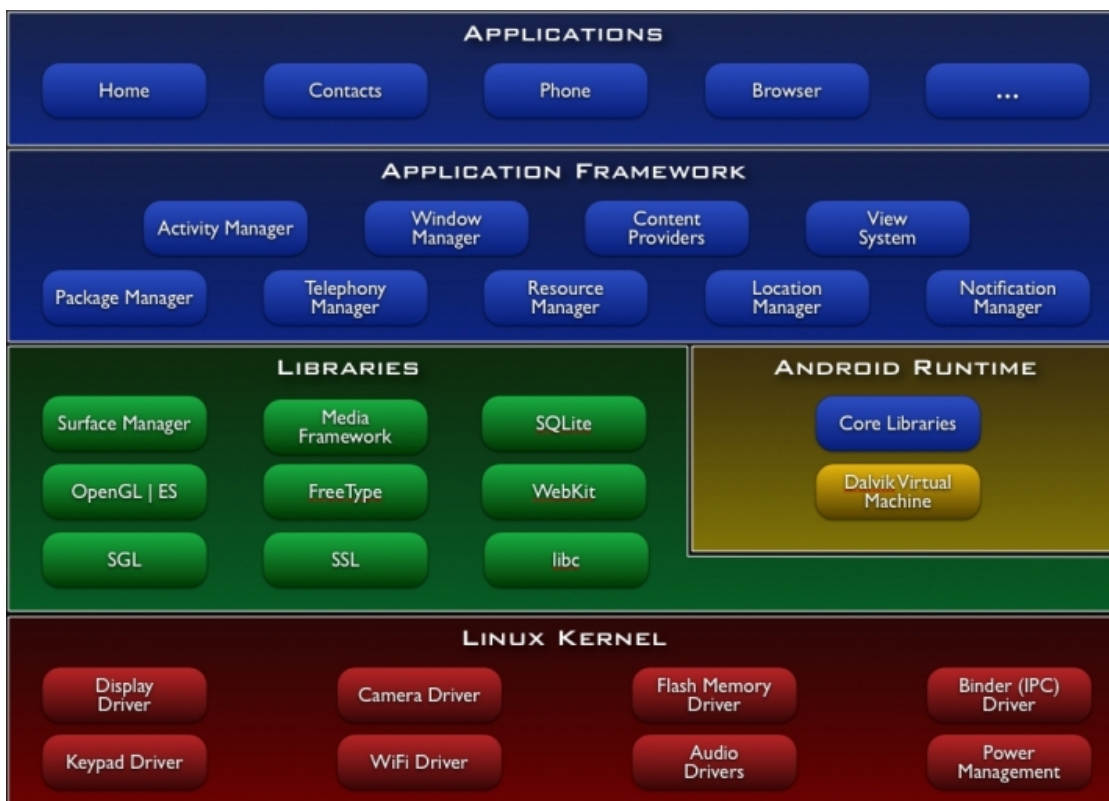 APPLICATIONS
Home
Contacts
Phone
Browser
...
APPLICATION FRAMEWORK
Activity Manager
Window
Manager
Content
Providers
View
System
Package Manager
Telephony
Manager
Resource
Manager
Location
Manager
Notification
Manager
LIBRARIES
Surface Manager
Media
Framework
SQLite
OpenGL | ES
FreeType
WebKit
SGL
SSL
libc
ANDROID RUNTIME
Core Libraries
Dalvik Virtual
Machine
LINUX KERNEL
Display
Driver
Camera Driver
Flash Memory
Driver
Binder (IPC)
Driver
Keypad Driver
WiFi Driver
Audio
Drivers
Power
Management